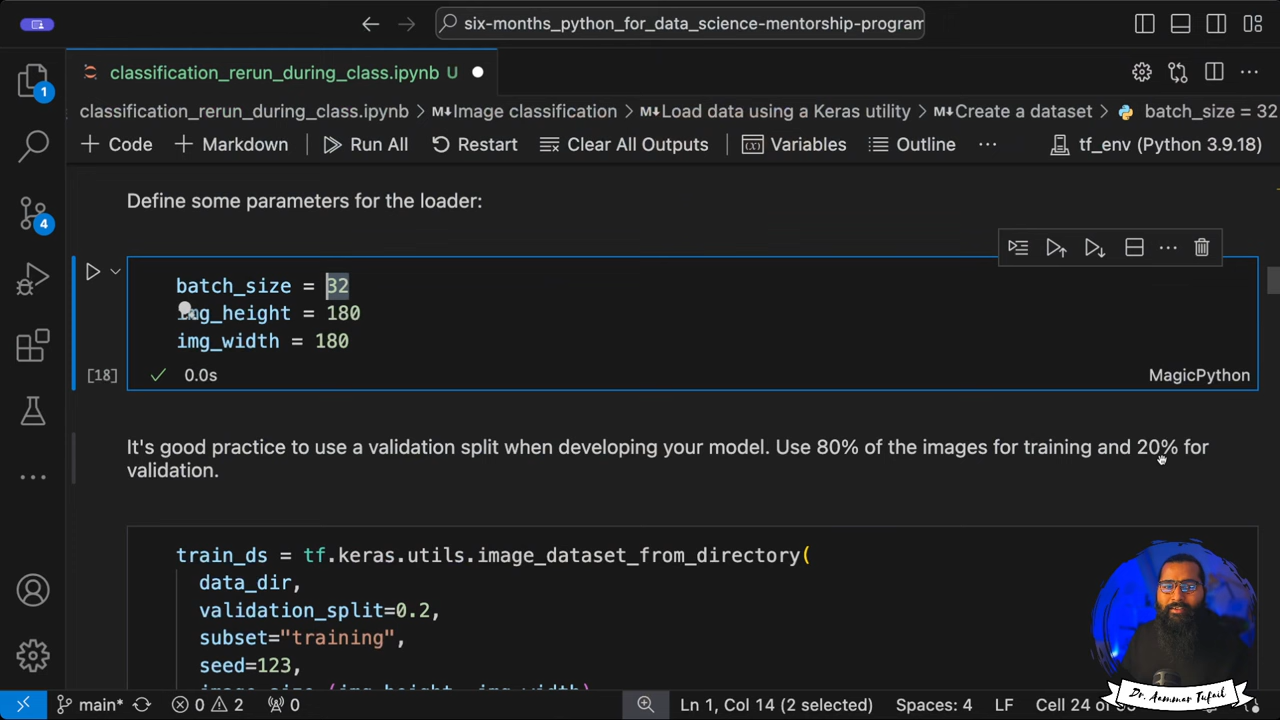 six-months_python_for_data_science-mentorship-program
classification_rerun_during_class.ipynb U
classification_rerun_during_class.ipynb > Image classification > Load data using a Keras utility > Create a dataset > batch_size = 32
+ Code + Markdown Run All Restart Clear All Outputs Variables Outline ... tf_env (Python 3.9.18)
1
4
Define some parameters for the loader:
batch_size = 32
img_height = 180
img_width = 180
[18] 0.0s MagicPython
It's good practice to use a validation split when developing your model. Use 80% of the images for training and 20% for
validation.
train_ds = tf.keras.utils.image_dataset_from_directory(
data_dir,
validation_split=0.2,
subset="training",
seed=123,
image_size=(img_height, img_width),
Dr. Aammar Tufail
main* 0 2 0 Ln 1, Col 14 (2 selected) Spaces: 4 LF Cell 24 of